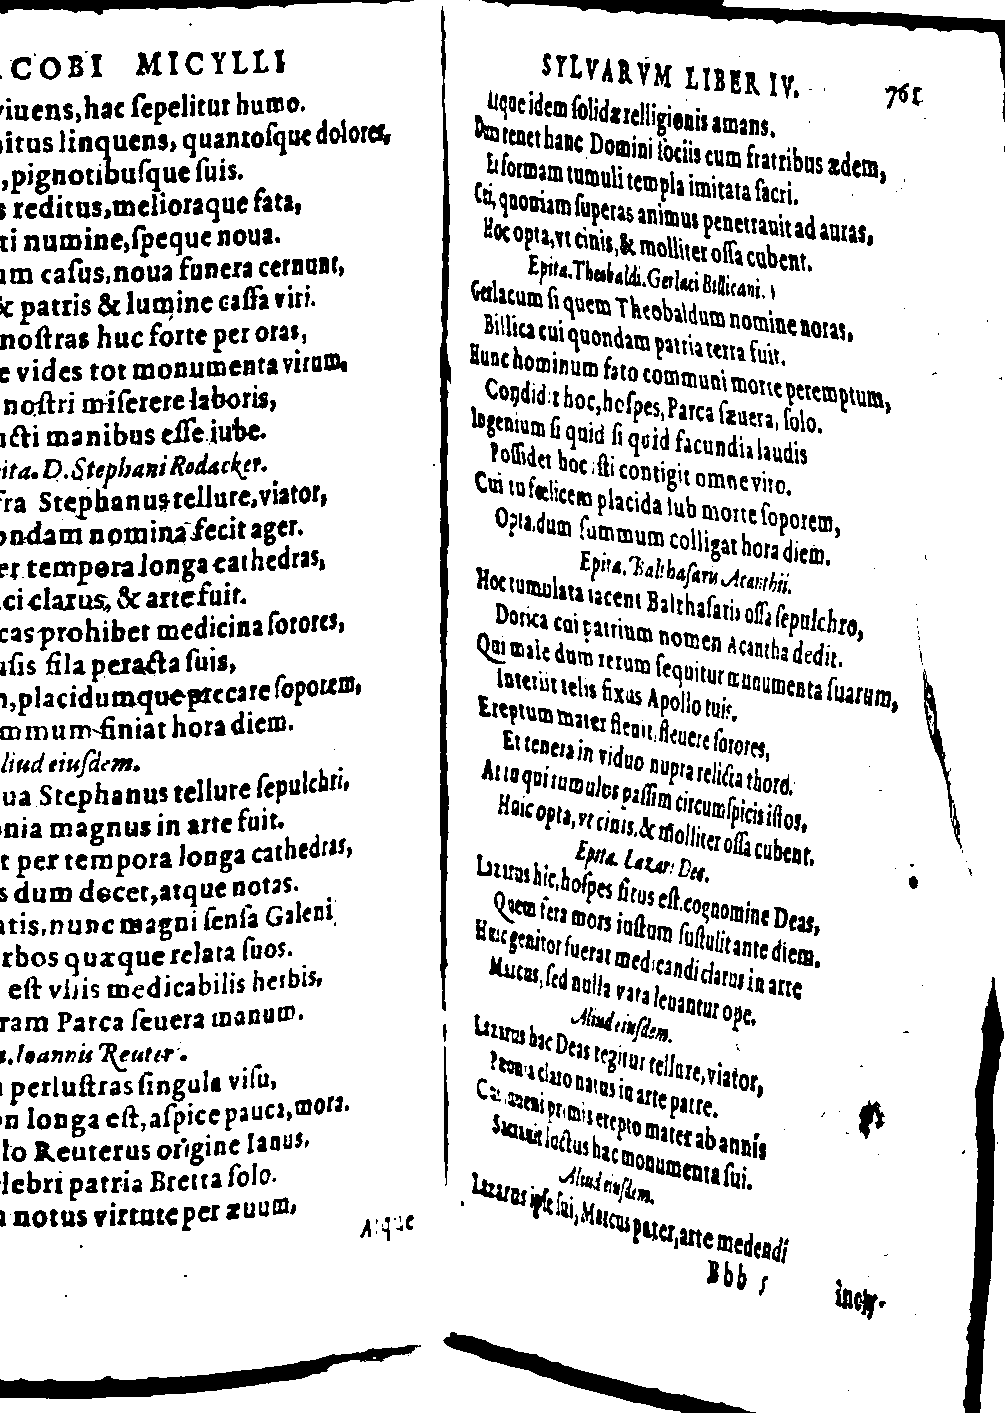 ACOBI MICYLLI
viuens, hac ſepelitur humo.
bitus linquens, quantoſque dolores,
, pignotibuſque ſuis.
s reditus, melioraque fata,
ti numine, ſpeque noua.
um caſus, noua funera cernunt,
& patris & lumine caſſa viri.
noſtras huc forte per oras,
e vides tot monumenta virum,
noſtri miſerere laboris,
ucti manibus eſſe iube.
ita. D. Stephani Rodacker.
fra Stephanus tellure, viator,
ondam nomina fecit ager.
er tempora longa cathedras,
ci clarus, & arte fuit.
cas prohibet medicina ſorores,
uſis fila peracta ſuis,
n, placidumque precare ſoporem,
mmum finiat hora diem.
liud eiuſdem.
ua Stephanus tellure ſepulchri,
onia magnus in arte fuit.
t per tempora longa cathedras,
s dum docet, atque notas.
atis, nunc magni ſenſa Galeni
rbos quæque relata ſuos.
eſt vllis medicabilis herbis,
ram Parca ſeuera manum.
. Ioannis Reuter.
perluſtras ſingula viſu,
on longa eſt, aſpice pauca, mora.
lo Reuterus origine Ianus,
lebri patria Bretta ſolo.
notus virtute per æuum,
Atque
SYLVARVM LIBER IV. 761
Atque idem ſolidæ relligionis amans.
Dum tenet hanc Domini ſociis cum fratribus ædem,
Et formam tumuli templa imitata ſacri.
Cui, quoniam ſuperas animus penetrauit ad auras,
Hoc opta, vt cinis, & molliter oſſa cubent.
Epita. Theobaldi. Gerlaci Billicani.
Gerlacum ſi quem Theobaldum nomine noras,
Billica cui quondam patria terra fuit.
Hunc hominum fato communi morte peremptum,
Condidit hoc, hoſpes, Parca ſæuera, ſolo.
Ingenium ſi quid ſi quid facundia laudis
Poſſidet hoc iſti contigit omne viro.
Cui tu fœlicem placida ſub morte ſoporem,
Opta, dum ſummum colligat hora diem.
Epita. Balthaſaris Acanthii.
Hoc tumulata iacent Balthaſaris oſſa ſepulchro,
Dorica cui patrium nomen Acantha dedit.
Qui male dum rerum ſequitur munumenta ſuarum,
Interiit telis fixus Apollo tuis.
Ereptum mater fleuit, fleuere ſorores,
Et tenera in viduo nupra relicta thoro.
At tu qui tumulos paſſim circumſpicis iſtos,
Huic opta, vt cinis, & molliter oſſa cubent.
Epita. Lazari Dea.
Lazarus hic, hoſpes ſitus eſt, cognomine Deas,
Quem fera mors iuſtum ſuſtulit ante diem.
Huic genitor fuerat medicandi clarus in arte
Marcus, ſed nulla vata leuantur ope.
Aliud eiuſdem.
Lazarus hac Deas tegitur tellure, viator,
Peonia claro natus in arte patre.
primis erepto mater ab annis
Sacrauit luctus hac monumenta ſui.
Aliud eiuſdem.
Lazarus ipſe ſui, Marcus pater, arte medendi
Bbb 5
incly-